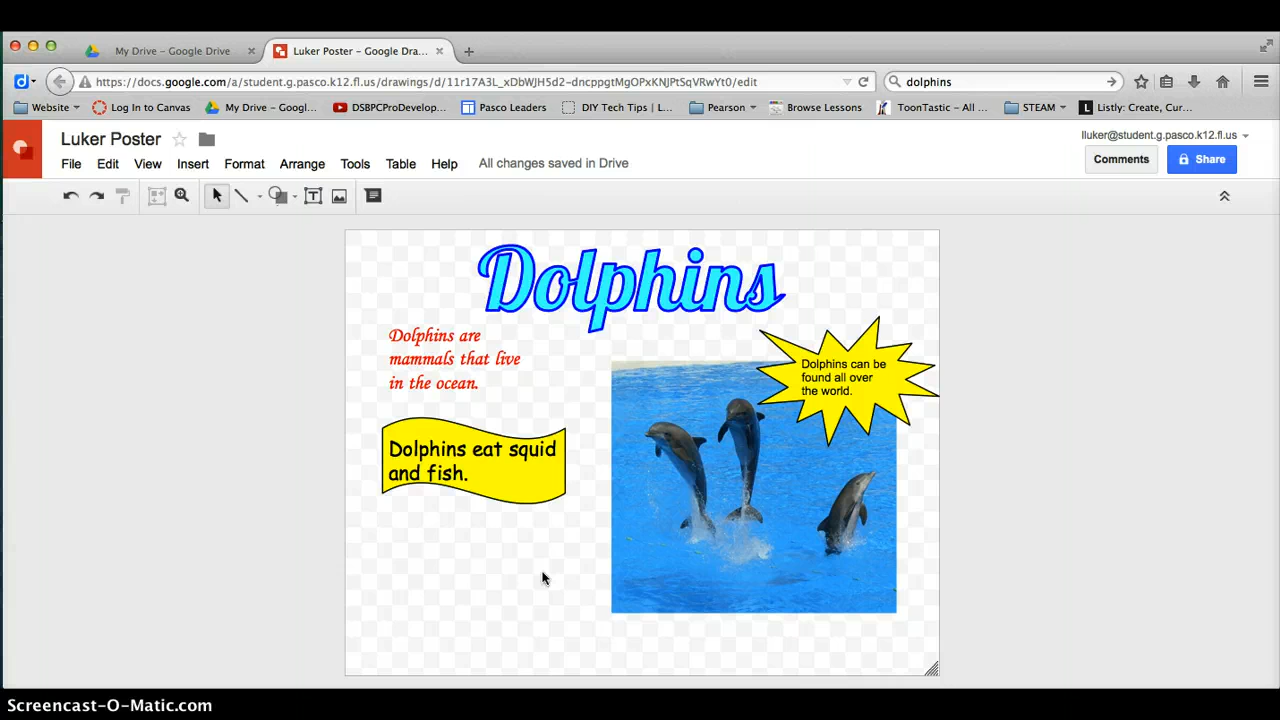 My Drive – Google Drive
Luker Poster – Google Dra...
https://docs.google.com/a/student.g.pasco.k12.fl.us/drawings/d/11r17A3L_xDbWJH5d2-dncppgtMgOPxKNJPtSqVRwYt0/edit
dolphins
Website
Log In to Canvas
My Drive – Googl...
DSBPCProDevelop...
Pasco Leaders
DIY Tech Tips | L...
Pearson
Browse Lessons
ToonTastic – All ...
STEAM
Listly: Create, Cur...
Luker Poster
lluker@student.g.pasco.k12.fl.us
File Edit View Insert Format Arrange Tools Table Help All changes saved in Drive
Comments
Share
Dolphins
Dolphins are
mammals that live
in the ocean.
Dolphins can be
found all over
the world.
Dolphins eat squid
and fish.
Screencast-O-Matic.com